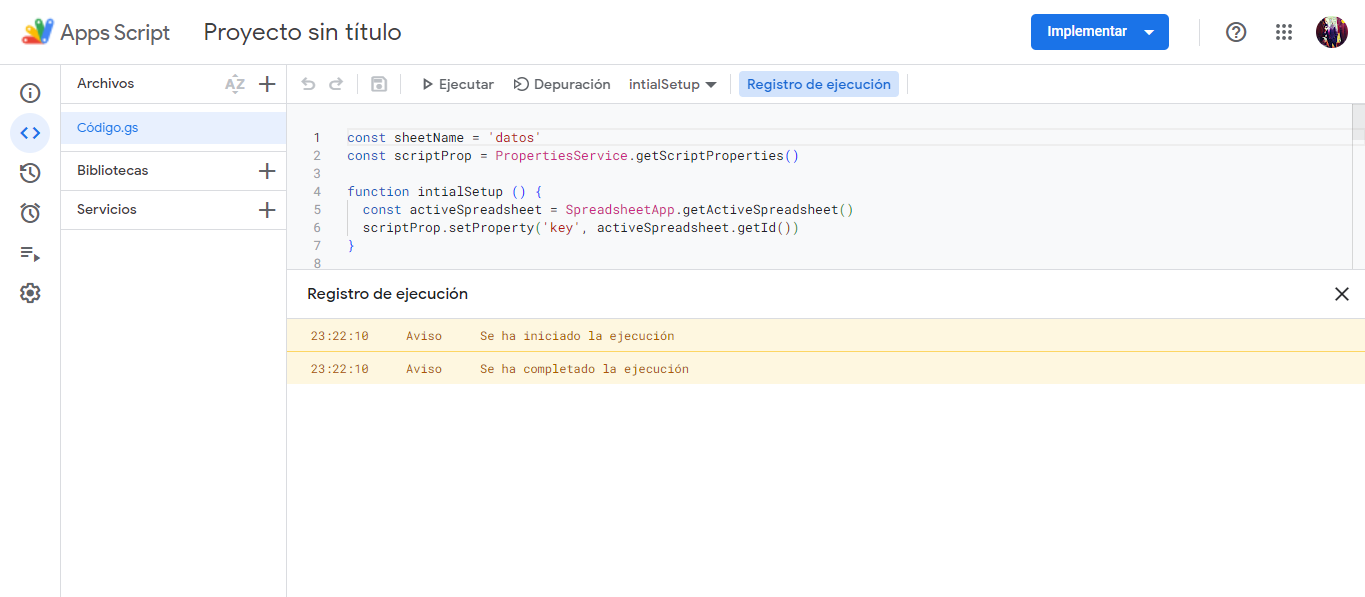 Apps Script Proyecto sin título Implementar
Archivos AZ
Código.gs
Bibliotecas
Servicios
Ejecutar Depuración intialSetup Registro de ejecución
1 const sheetName = 'datos'
2 const scriptProp = PropertiesService.getScriptProperties()
3
4 function intialSetup () {
5 const activeSpreadsheet = SpreadsheetApp.getActiveSpreadsheet()
6 scriptProp.setProperty('key', activeSpreadsheet.getId())
7 }
8
Registro de ejecución
23:22:10 Aviso Se ha iniciado la ejecución
23:22:10 Aviso Se ha completado la ejecución